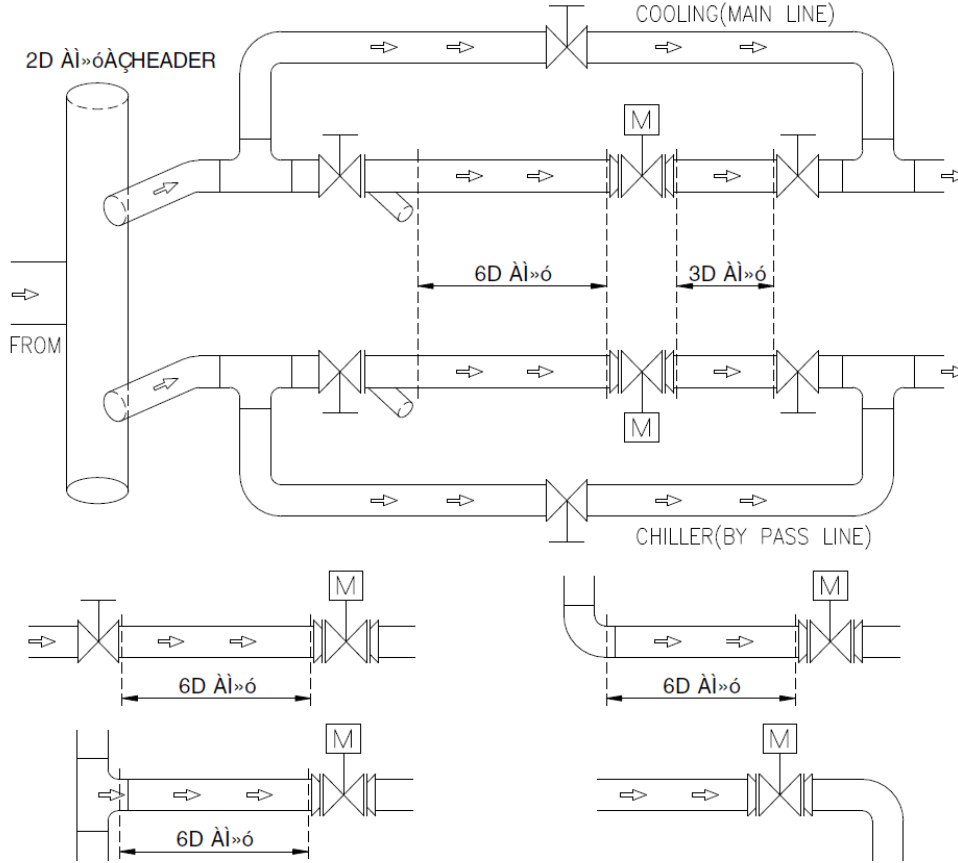 COOLING(MAIN LINE)
2D ÀÌ»óÀÇHEADER
M
6D ÀÌ»ó
3D ÀÌ»ó
FROM
M
CHILLER(BY PASS LINE)
M
M
6D ÀÌ»ó
6D ÀÌ»ó
M
M
6D ÀÌ»ó